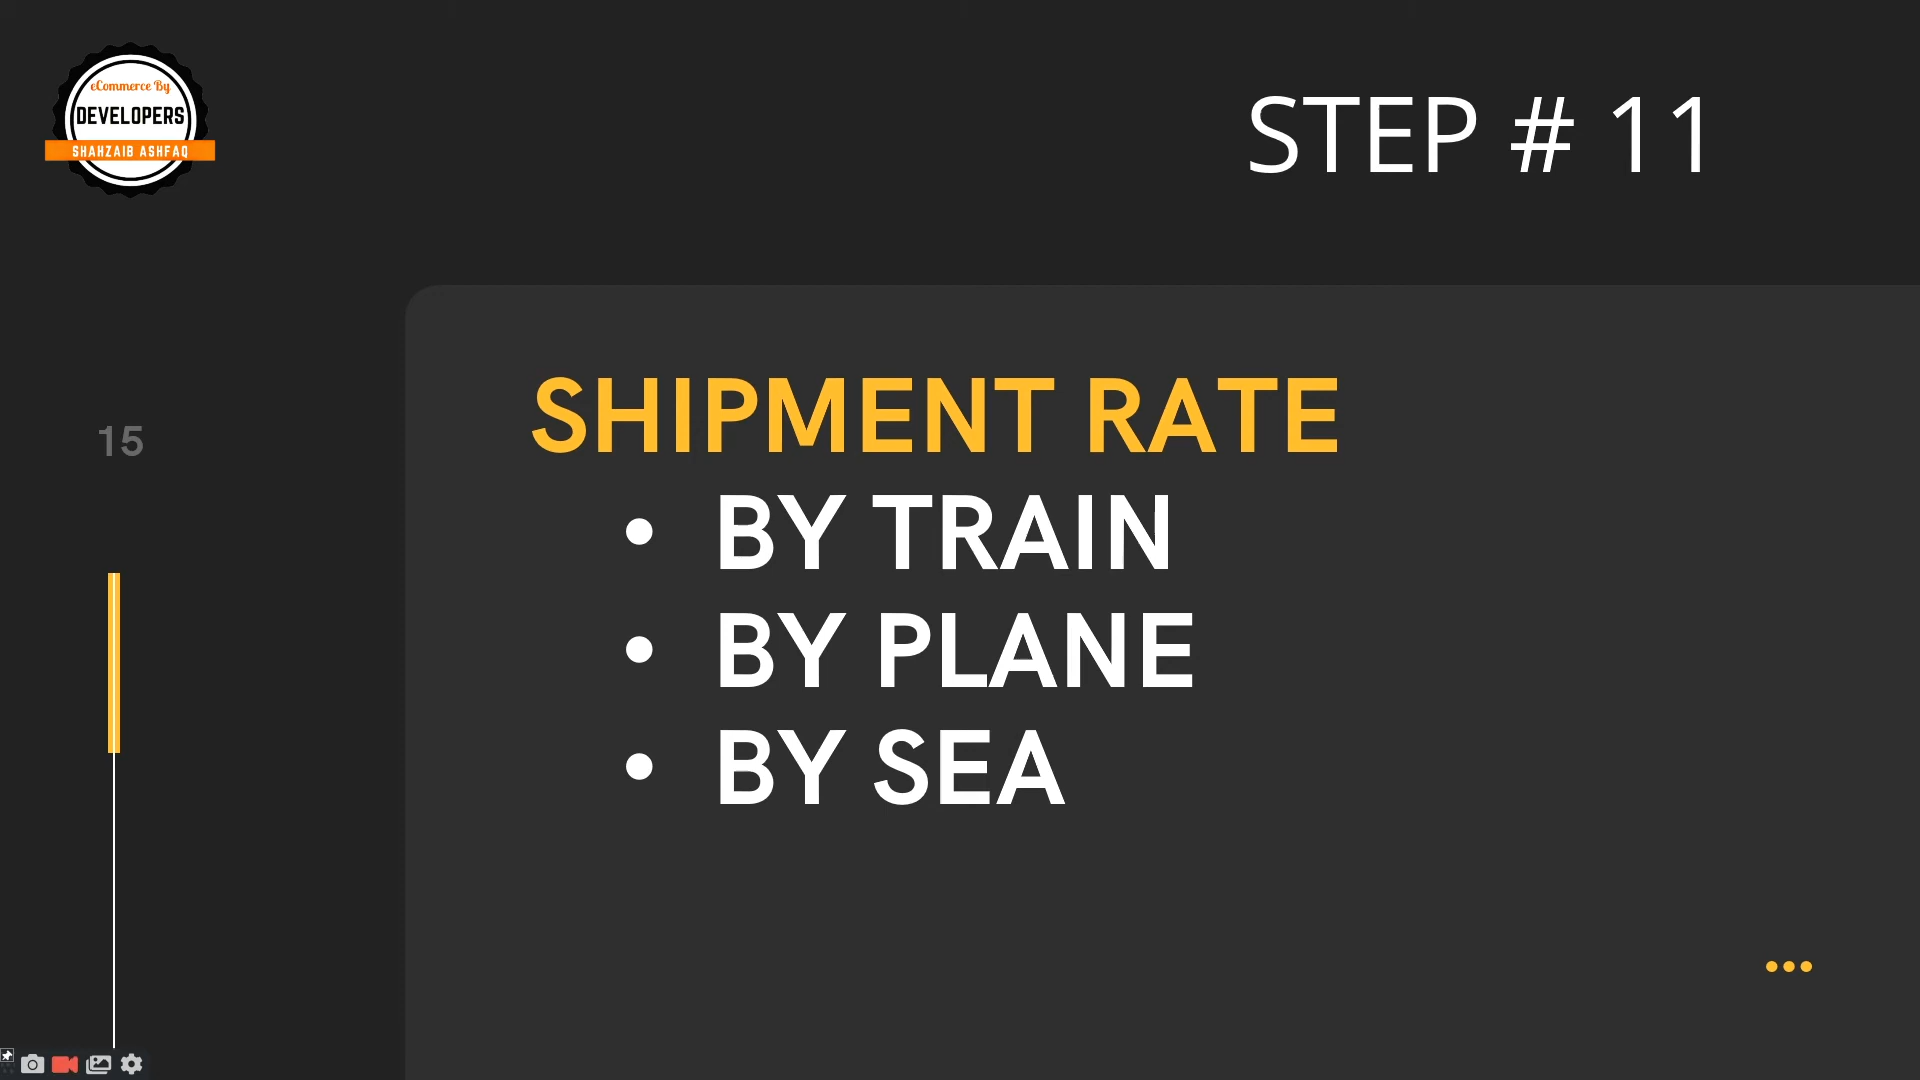 eCommerce By
DEVELOPERS
SHAHZAIB ASHFAQ
STEP # 11
15
SHIPMENT RATE
• BY TRAIN
• BY PLANE
• BY SEA